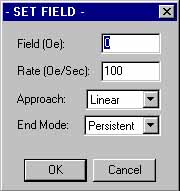 - SET FIELD -
Field (Oe): 0
Rate (Oe/Sec): 100
Approach: Linear
End Mode: Persistent
OK Cancel